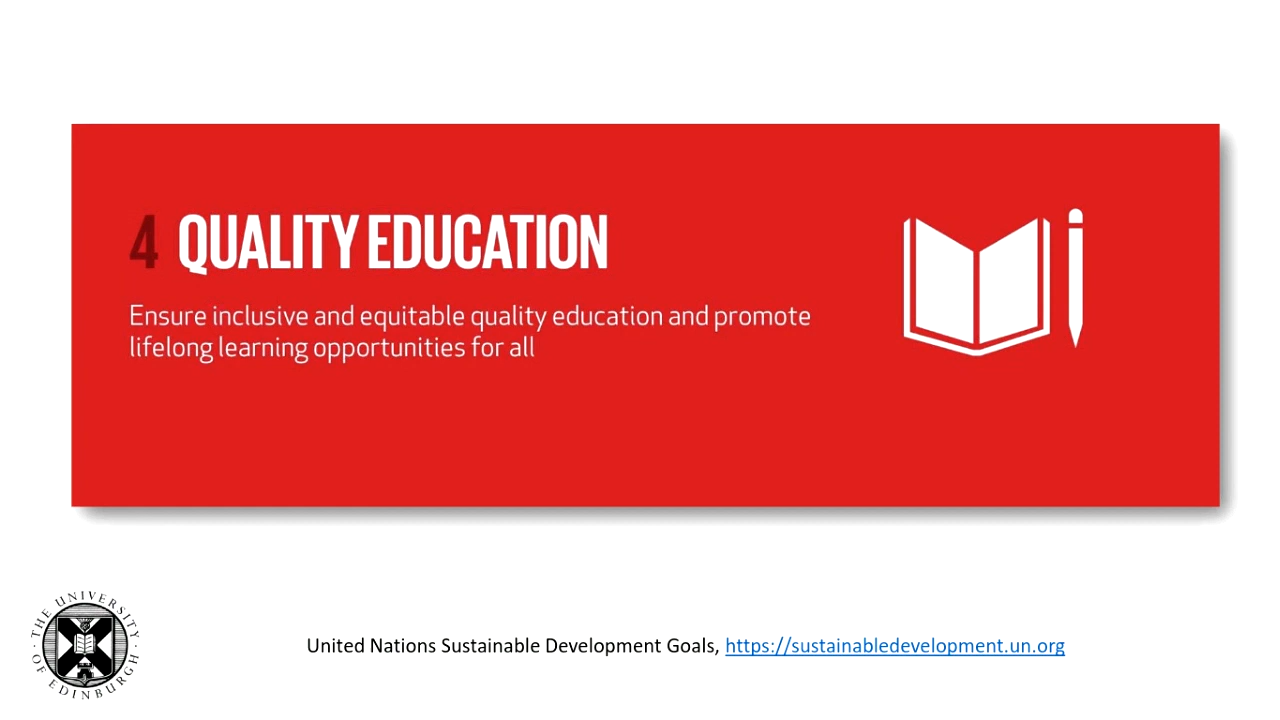 4 QUALITY EDUCATION
Ensure inclusive and equitable quality education and promote
lifelong learning opportunities for all
THE UNIVERSITY OF EDINBURGH
United Nations Sustainable Development Goals, https://sustainabledevelopment.un.org